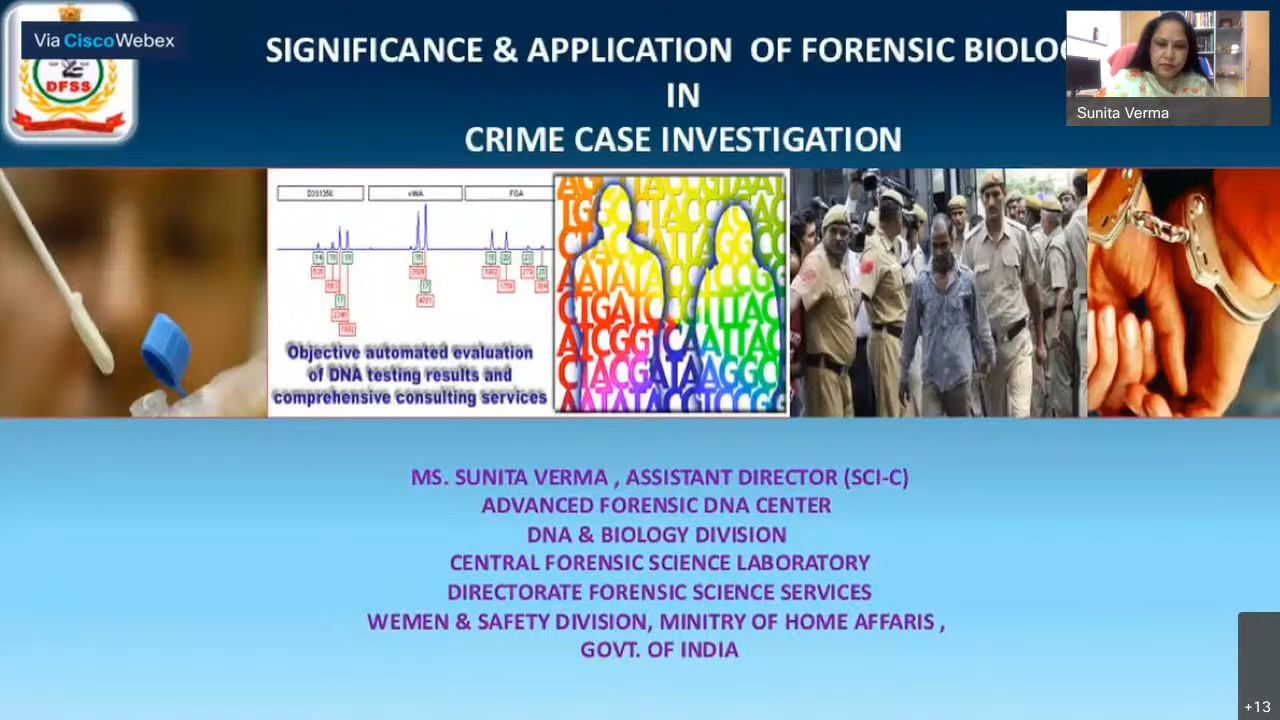 Via CiscoWebex
DFSS
SIGNIFICANCE & APPLICATION OF FORENSIC BIOLOG
IN
CRIME CASE INVESTIGATION
Sunita Verma
D3S1358
vWA
FGA
Objective automated evaluation
of DNA testing results and
comprehensive consulting services
MS. SUNITA VERMA , ASSISTANT DIRECTOR (SCI-C)
ADVANCED FORENSIC DNA CENTER
DNA & BIOLOGY DIVISION
CENTRAL FORENSIC SCIENCE LABORATORY
DIRECTORATE FORENSIC SCIENCE SERVICES
WEMEN & SAFETY DIVISION, MINITRY OF HOME AFFARIS ,
GOVT. OF INDIA
+13